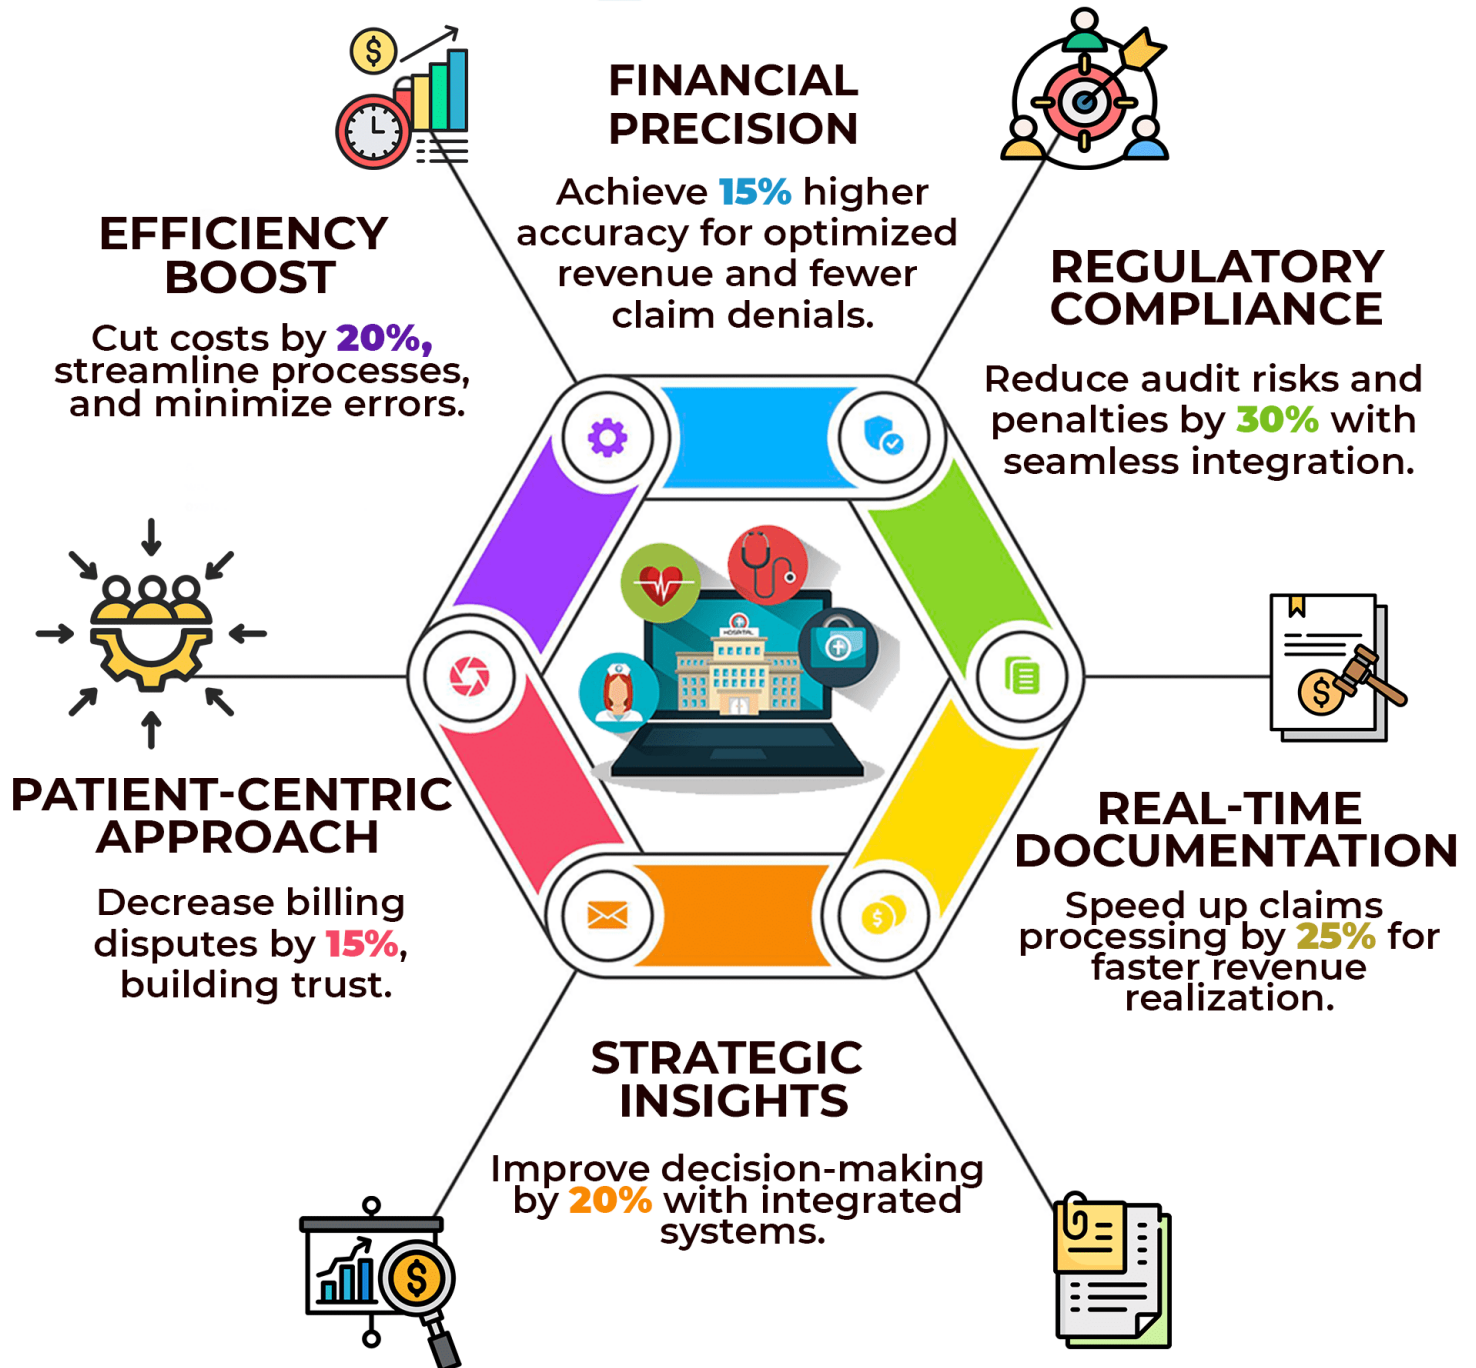 FINANCIAL
PRECISION
Achieve 15% higher
accuracy for optimized
revenue and fewer
claim denials.
EFFICIENCY
BOOST
Cut costs by 20%,
streamline processes,
and minimize errors.
REGULATORY
COMPLIANCE
Reduce audit risks and
penalties by 30% with
seamless integration.
HOSPITAL
PATIENT-CENTRIC
APPROACH
Decrease billing
disputes by 15%,
building trust.
REAL-TIME
DOCUMENTATION
Speed up claims
processing by 25% for
faster revenue
realization.
STRATEGIC
INSIGHTS
Improve decision-making
by 20% with integrated
systems.